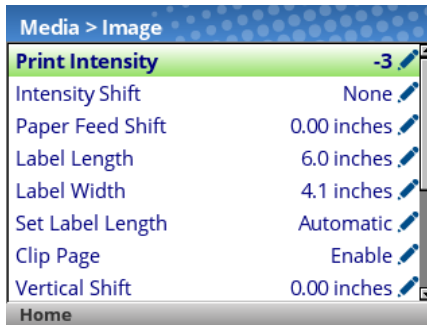 Media > Image
Print Intensity -3
Intensity Shift None
Paper Feed Shift 0.00 inches
Label Length 6.0 inches
Label Width 4.1 inches
Set Label Length Automatic
Clip Page Enable
Vertical Shift 0.00 inches
Home